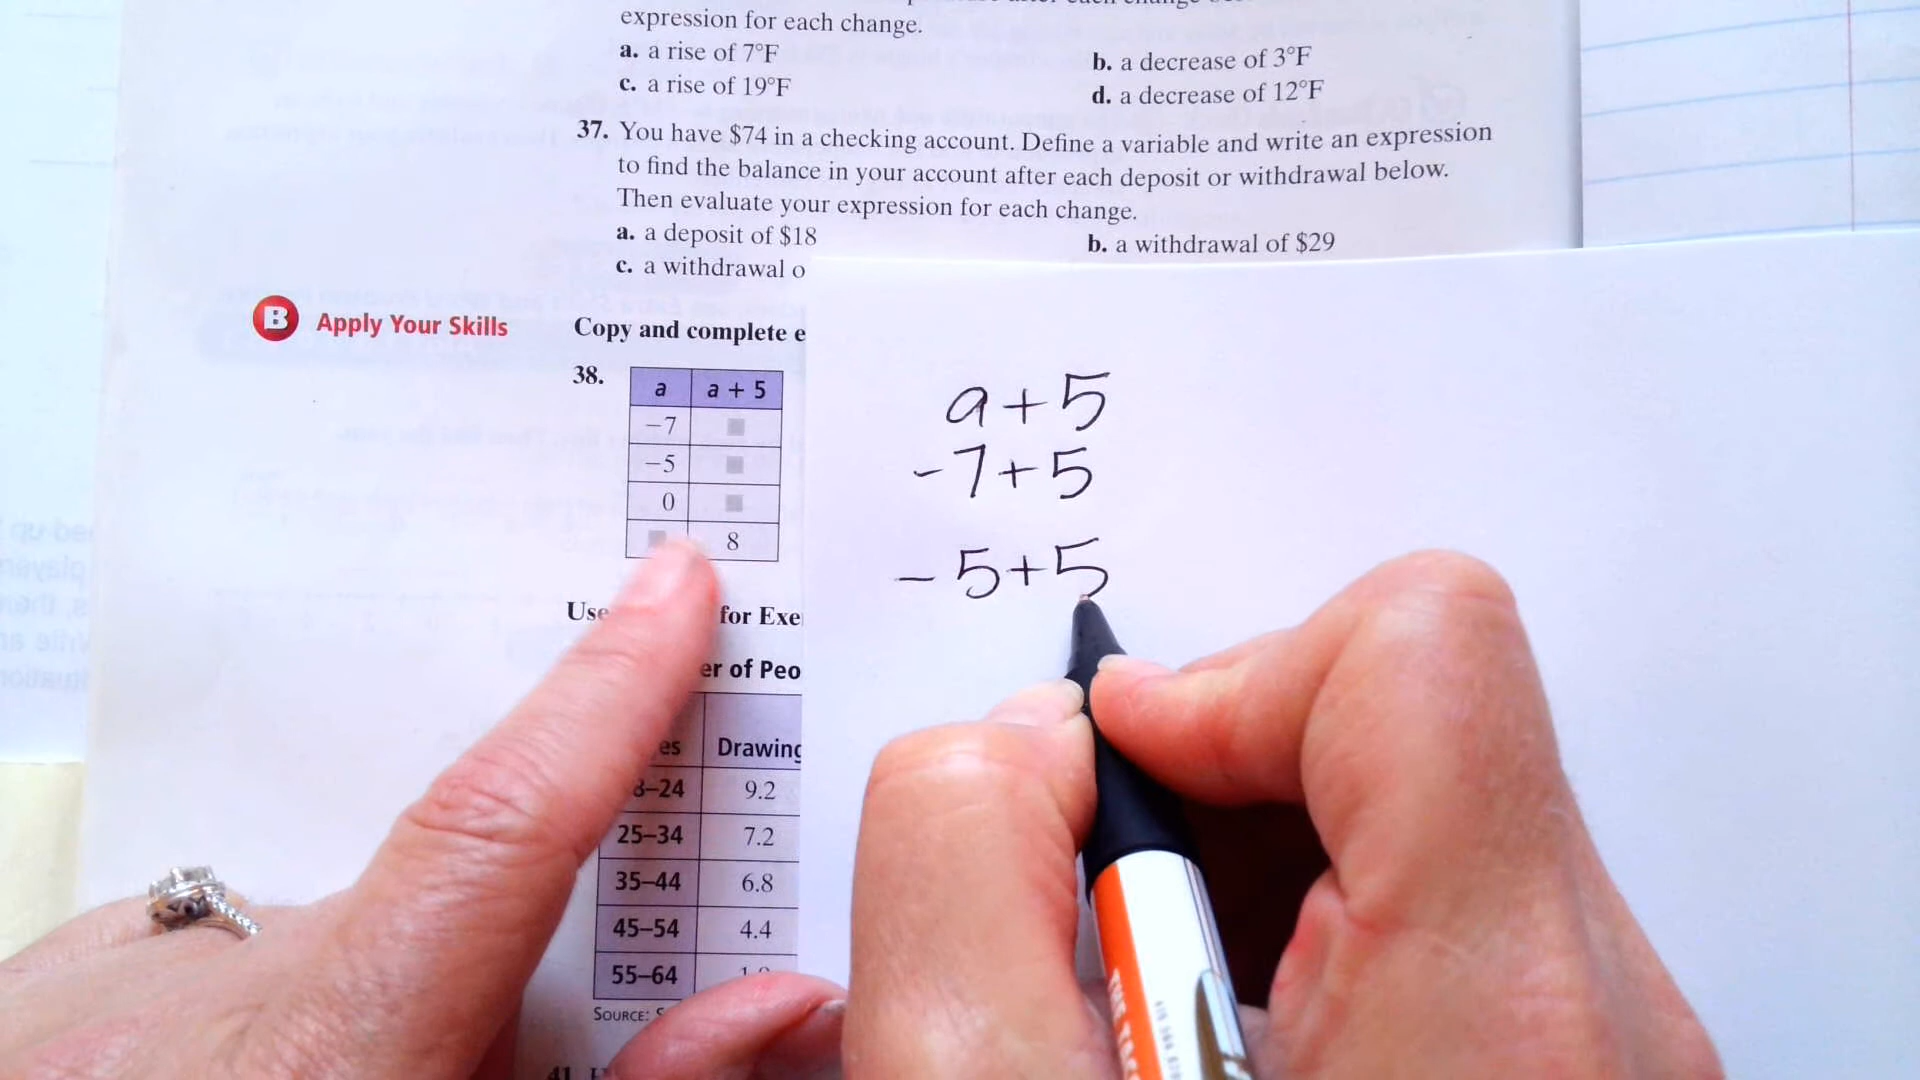 expression for each change.
a. a rise of 7°F
b. a decrease of 3°F
c. a rise of 19°F
d. a decrease of 12°F
37. You have $74 in a checking account. Define a variable and write an expression
to find the balance in your account after each deposit or withdrawal below.
Then evaluate your expression for each change.
a. a deposit of $18
b. a withdrawal of $29
c. a withdrawal o
B Apply Your Skills
Copy and complete e
38.
a a + 5
−7
−5
0
8
a+5
-7+5
-5+5
Use for Exe
er of Peo
es Drawing
8–24 9.2
25–34 7.2
35–44 6.8
45–54 4.4
55–64
SOURCE: S
41. H